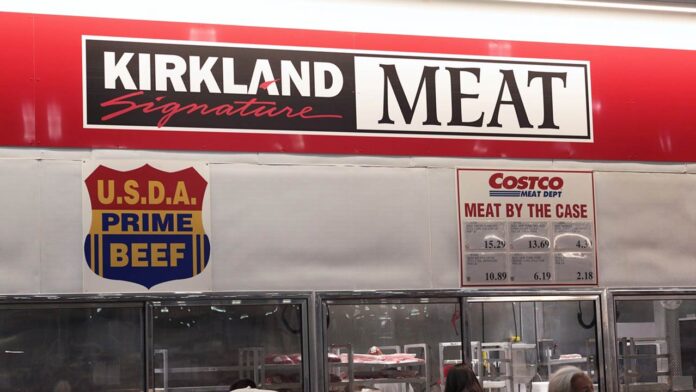 KIRKLAND
Signature
MEAT
U.S.D.A.
PRIME
BEEF
COSTCO
MEAT DEPT
MEAT BY THE CASE
15.29 13.69
10.89 6.19 2.18